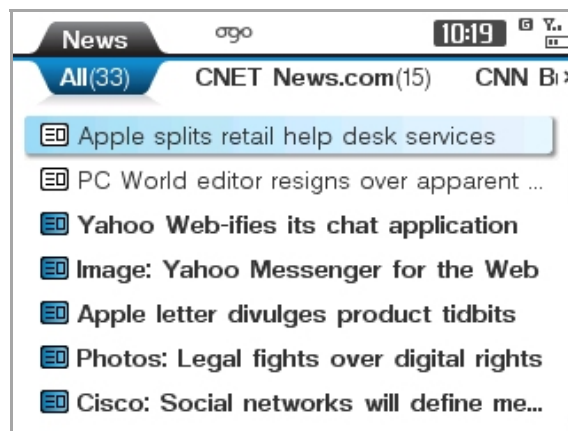 News ogo 10:19 G
All(33) CNET News.com(15) CNN
Apple splits retail help desk services
PC World editor resigns over apparent ...
Yahoo Web-ifies its chat application
Image: Yahoo Messenger for the Web
Apple letter divulges product tidbits
Photos: Legal fights over digital rights
Cisco: Social networks will define me...